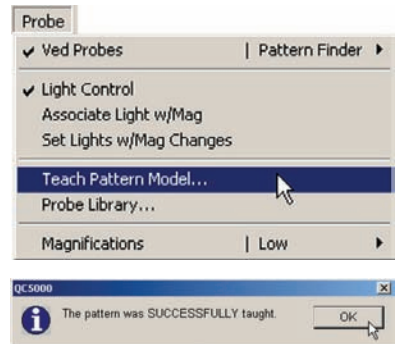 Probe
Ved Probes | Pattern Finder
Light Control
Associate Light w/Mag
Set Lights w/Mag Changes
Teach Pattern Model...
Probe Library...
Magnifications | Low
QC5000
The pattern was SUCCESSFULLY taught.
OK